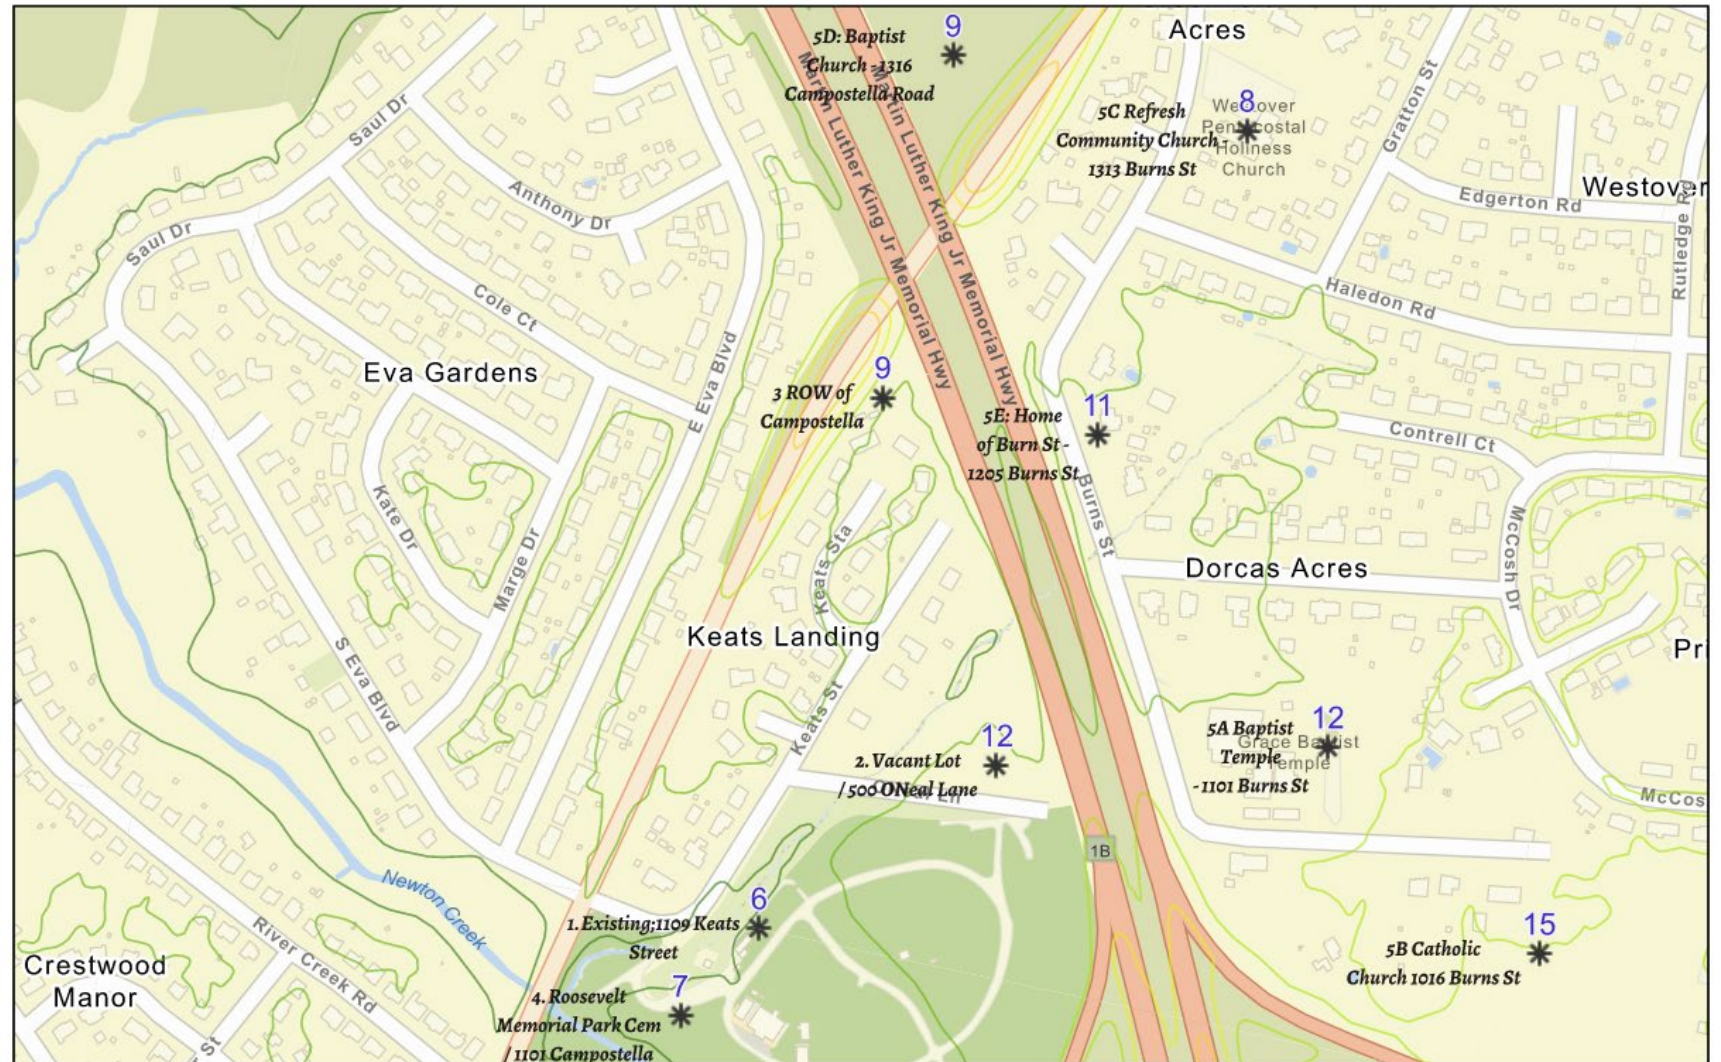 Acres
9
5D: Baptist
Church - 1316
Campostella Road
Martin Luther King Jr Memorial Hwy
Martin Luther King Jr Memorial Hwy
Gratton St
8
5C Refresh
Community Church -
1313 Burns St
Westover
Pentecostal
Holiness
Church
Saul Dr
Anthony Dr
Edgerton Rd
Westover
Rutledge Rd
Saul Dr
Cole Ct
Haledon Rd
Eva Gardens
E Eva Blvd
9
3 ROW of
Campostella
11
5E: Home
of Burn St -
1205 Burns St
Contrell Ct
Kate Dr
Marge Dr
Keats Sta
Burns St
McCosh Dr
Dorcas Acres
Keats Landing
Pri
S Eva Blvd
Keats St
12
2. Vacant Lot
/ 500 ONeal Lane
Ln
12
5A Baptist
Temple
- 1101 Burns St
Grace Baptist
Temple
McCos
1B
Newton Creek
River Creek Rd
6
1. Existing;1109 Keats
Street
15
5B Catholic
Church 1016 Burns St
Crestwood
Manor
7
4. Roosevelt
Memorial Park Cem
/ 1101 Campostella
St